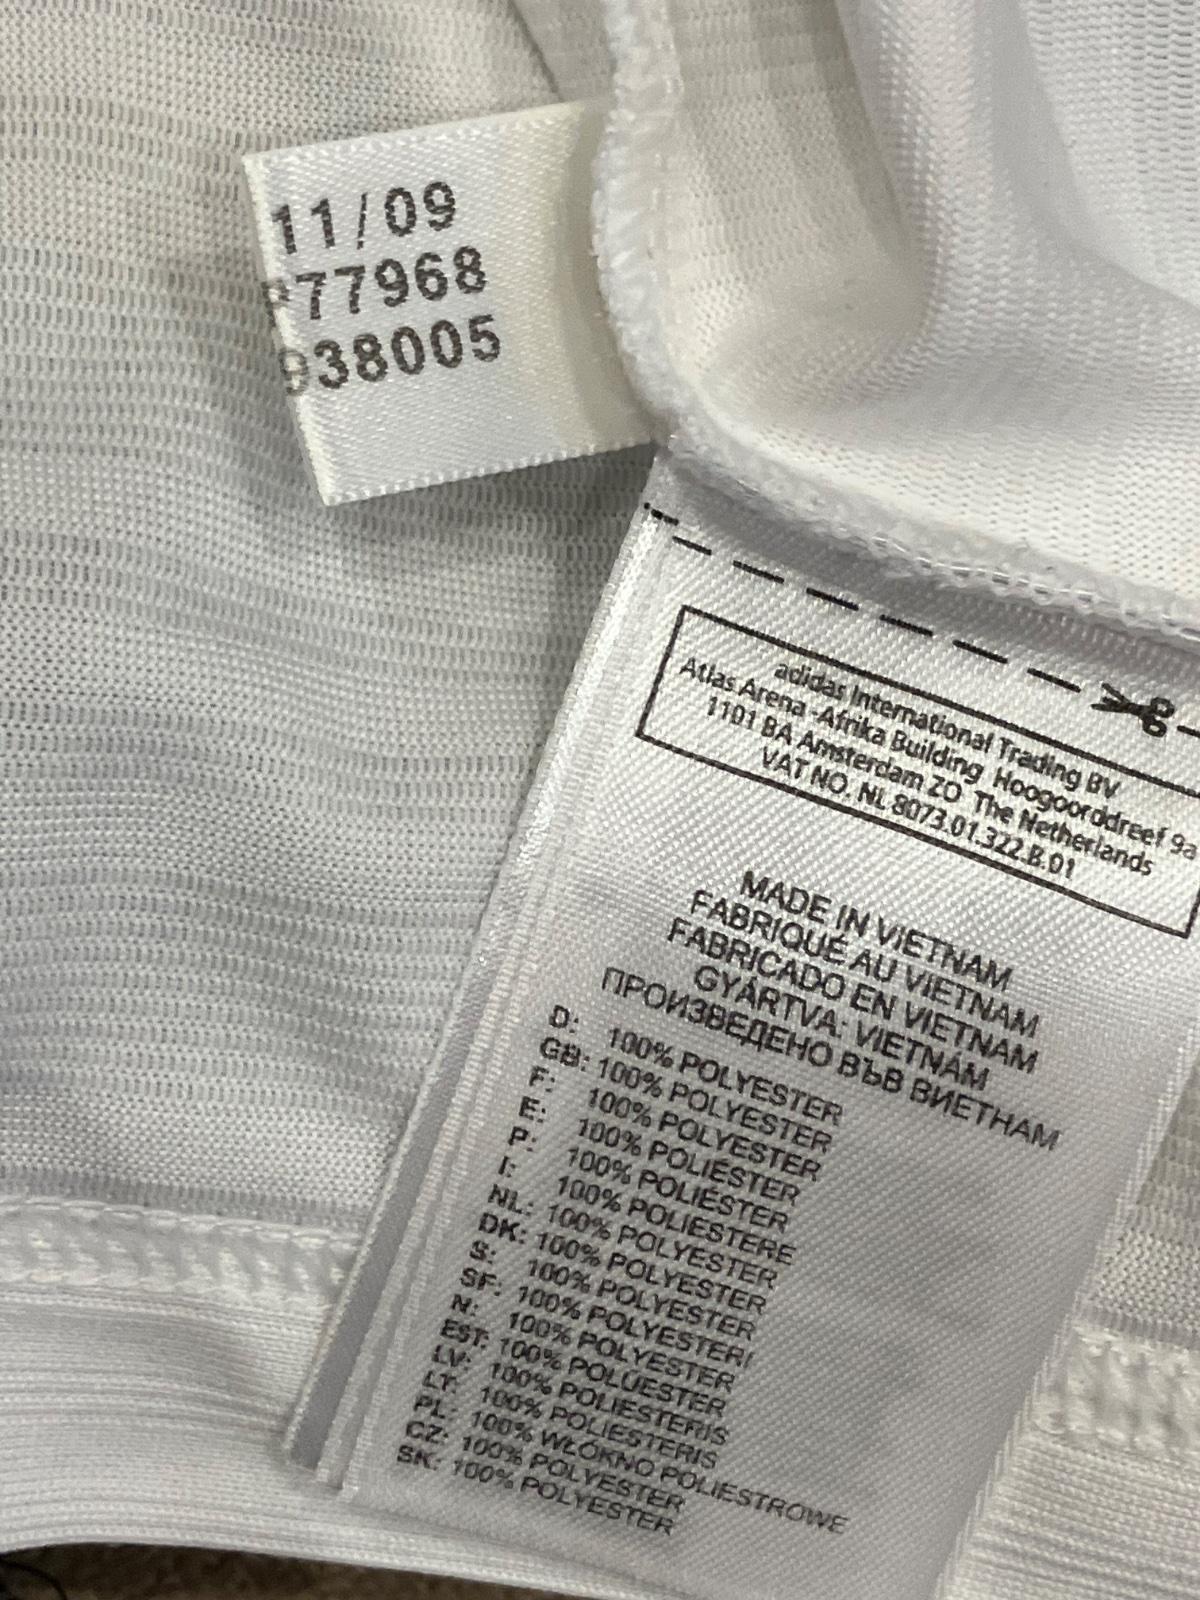 11/09
77968
938005
adidas International Trading BV
Atlas Arena -Afrika Building Hoogoorddreef 9a
1101 BA Amsterdam ZO The Netherlands
VAT NO. NL 8073.01.322.B.01
MADE IN VIETNAM
FABRIQUÉ AU VIETNAM
FABRICADO EN VIETNAM
GYÁRTVA: VIETNÁM
ПРОИЗВЕДЕНО ВЪВ ВИЕТНАМ
D: 100% POLYESTER
GB: 100% POLYESTER
F: 100% POLYESTER
E: 100% POLIÉSTER
P: 100% POLIÉSTER
I: 100% POLIESTERE
NL: 100% POLYESTER
DK: 100% POLYESTER
S: 100% POLYESTER
SF: 100% POLYESTERI
N: 100% POLYESTER
EST: 100% POLÜESTER
LV: 100% POLIESTERIS
LT: 100% POLIESTERIS
PL: 100% WŁÓKNO POLIESTROWE
CZ: 100% POLYESTER
SK: 100% POLYESTER